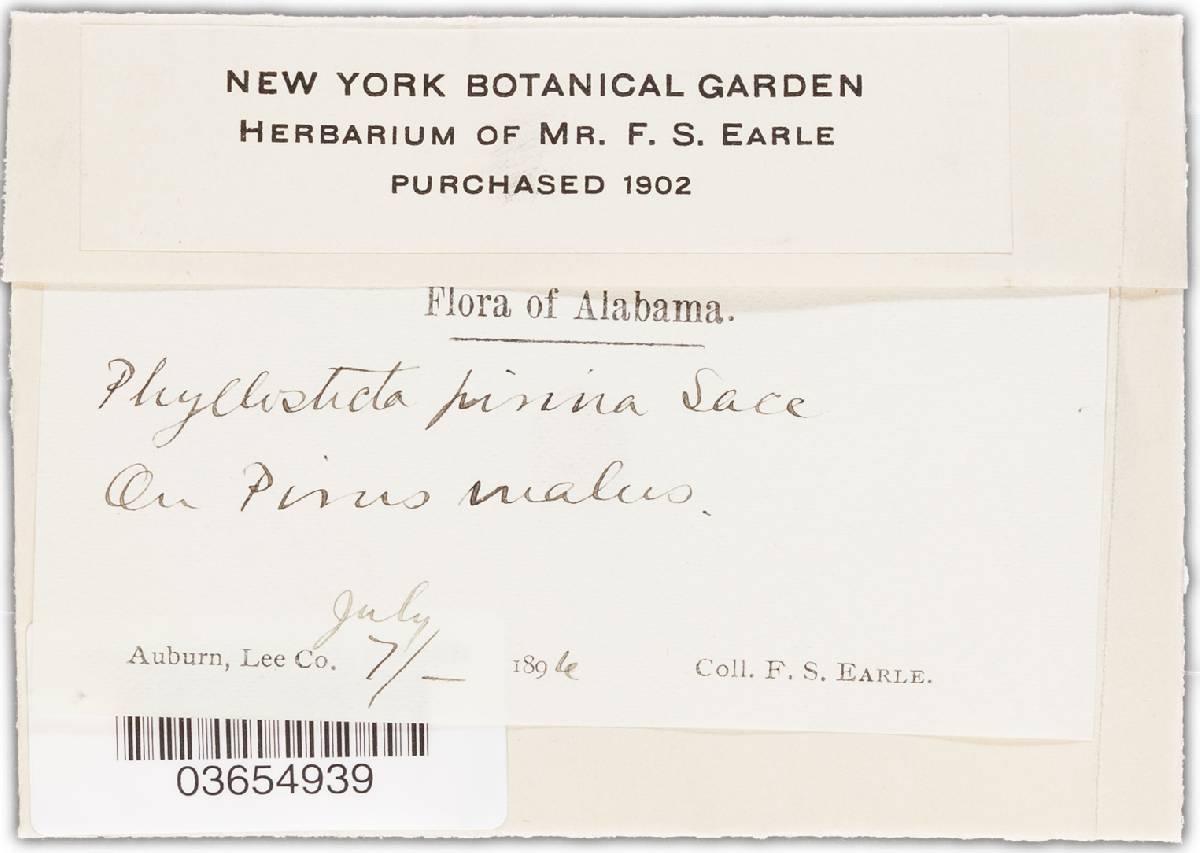 NEW YORK BOTANICAL GARDEN
HERBARIUM OF MR. F. S. EARLE
PURCHASED 1902
Flora of Alabama.
Phyllosticta pirina Sacc
On Pirus malus.
July
Auburn, Lee Co. 7/_ 1896 Coll. F. S. EARLE.
03654939